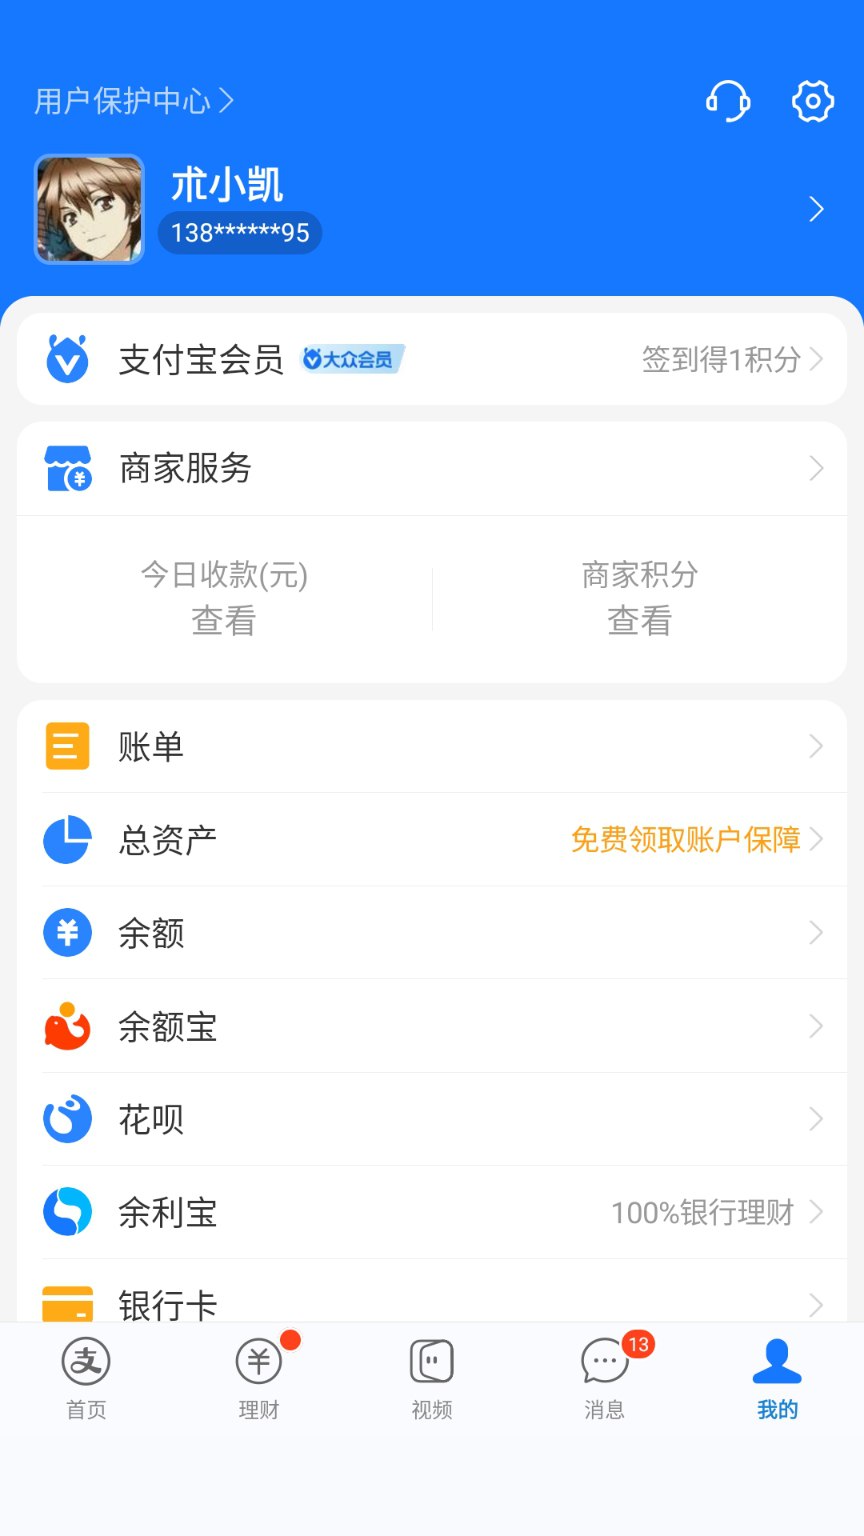 用户保护中心
朮小凯
138******95
支付宝会员 大众会员 签到得1积分
商家服务
今日收款(元) 商家积分
查看 查看
账单
总资产 免费领取账户保障
余额
余额宝
花呗
余利宝 100%银行理财
银行卡
13
首页 理财 视频 消息 我的